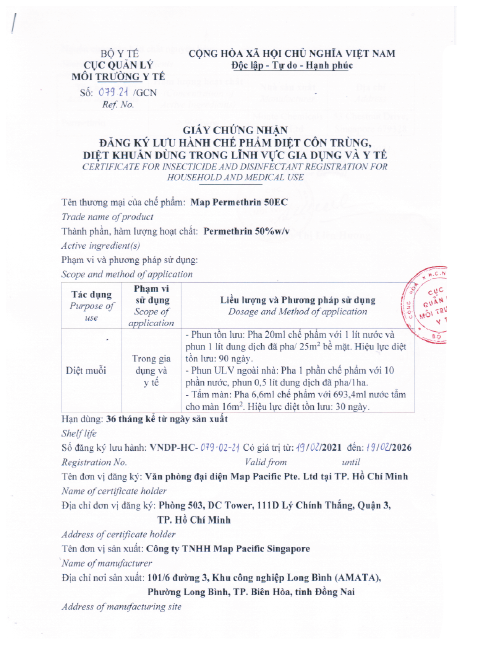 BỘ Y TẾ
CỤC QUẢN LÝ
MÔI TRƯỜNG Y TẾ
Số: 0721 /GCN
Ref. No.
CỘNG HÒA XÃ HỘI CHỦ NGHĨA VIỆT NAM
Độc lập - Tự do - Hạnh phúc
GIẤY CHỨNG NHẬN
ĐĂNG KÝ LƯU HÀNH CHẾ PHẨM DIỆT CÔN TRÙNG,
DIỆT KHUẨN DÙNG TRONG LĨNH VỰC GIA DỤNG VÀ Y TẾ
CERTIFICATE FOR INSECTICIDE AND DISINFECTANT REGISTRATION FOR
HOUSEHOLD AND MEDICAL USE
Tên thương mại của chế phẩm: Map Permethrin 50EC
Trade name of product
Thành phần, hàm lượng hoạt chất: Permethrin 50%w/v
Active ingredient(s)
Phạm vi và phương pháp sử dụng:
Scope and method of application
Tác dụng
Purpose of
use
Phạm vi
sử dụng
Scope of
application
Liều lượng và Phương pháp sử dụng
Dosage and Method of application
Diệt muỗi
Trong gia
dụng và
y tế
- Phun tồn lưu: Pha 20ml chế phẩm với 1 lít nước và
phun 1 lít dung dịch đã pha/ 25m² bề mặt. Hiệu lực diệt
tồn lưu: 90 ngày.
- Phun ULV ngoài nhà: Pha 1 phần chế phẩm với 10
phần nước, phun 0,5 lít dung dịch đã pha/1ha.
- Tẩm màn: Pha 6,6ml chế phẩm với 693,4ml nước tẩm
cho màn 16m². Hiệu lực diệt tồn lưu: 30 ngày.
Hạn dùng: 36 tháng kể từ ngày sản xuất
Shelf life
Số đăng ký lưu hành: VNDP-HC- 079-02-21 Có giá trị từ: 19/02/2021 đến: 19/02/2026
Registration No. Valid from until
Tên đơn vị đăng ký: Văn phòng đại diện Map Pacific Pte. Ltd tại TP. Hồ Chí Minh
Name of certificate holder
Địa chỉ đơn vị đăng ký: Phòng 503, DC Tower, 111D Lý Chính Thắng, Quận 3,
TP. Hồ Chí Minh
Address of certificate holder
Tên đơn vị sản xuất: Công ty TNHH Map Pacific Singapore
Name of manufacturer
Địa chỉ nơi sản xuất: 101/6 đường 3, Khu công nghiệp Long Bình (AMATA),
Phường Long Bình, TP. Biên Hòa, tỉnh Đồng Nai
Address of manufacturing site
CỤC
QUẢN
MÔI TRƯ
Y T